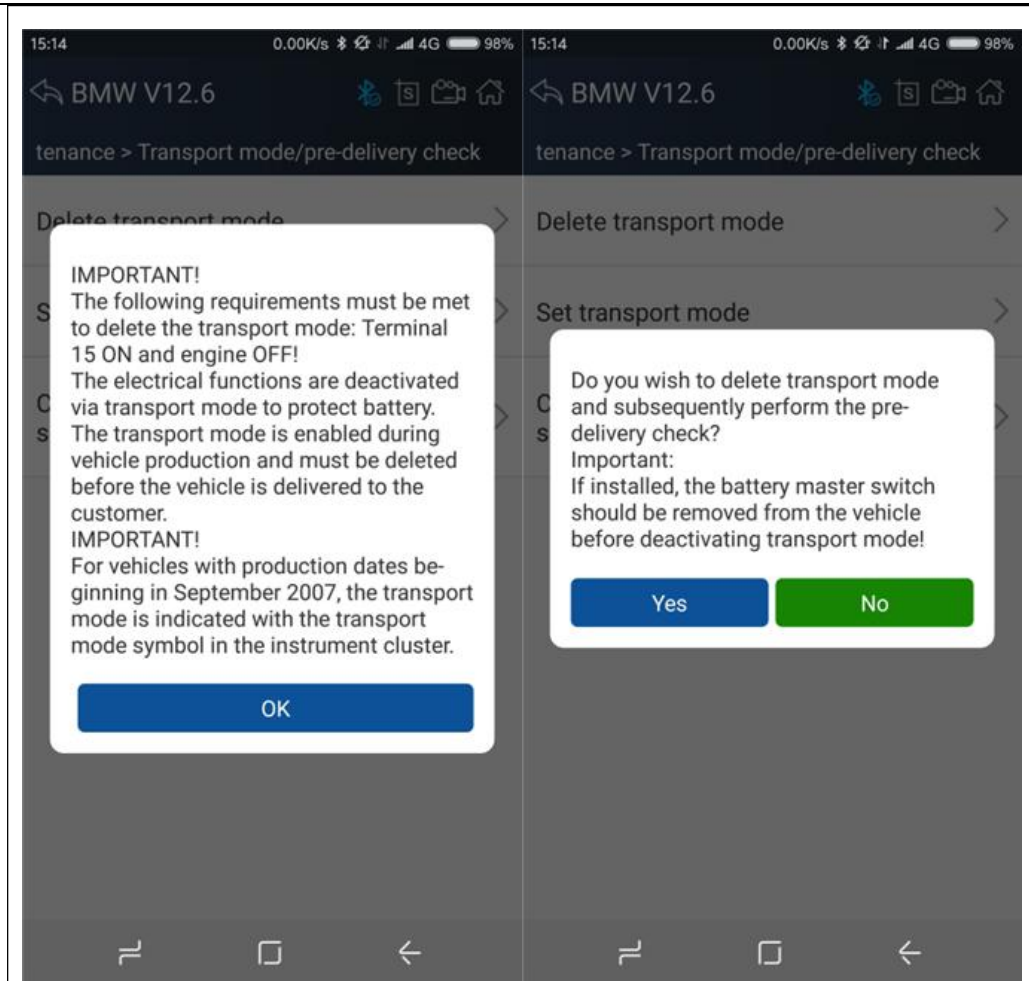 15:14 0.00K/s 4G 98%
BMW V12.6
tenance > Transport mode/pre-delivery check
Delete transport mode
IMPORTANT!
The following requirements must be met
to delete the transport mode: Terminal
15 ON and engine OFF!
The electrical functions are deactivated
via transport mode to protect battery.
The transport mode is enabled during
vehicle production and must be deleted
before the vehicle is delivered to the
customer.
IMPORTANT!
For vehicles with production dates be-
ginning in September 2007, the transport
mode is indicated with the transport
mode symbol in the instrument cluster.
OK
15:14 0.00K/s 4G 98%
BMW V12.6
tenance > Transport mode/pre-delivery check
Delete transport mode
Set transport mode
Do you wish to delete transport mode
and subsequently perform the pre-
delivery check?
Important:
If installed, the battery master switch
should be removed from the vehicle
before deactivating transport mode!
Yes No